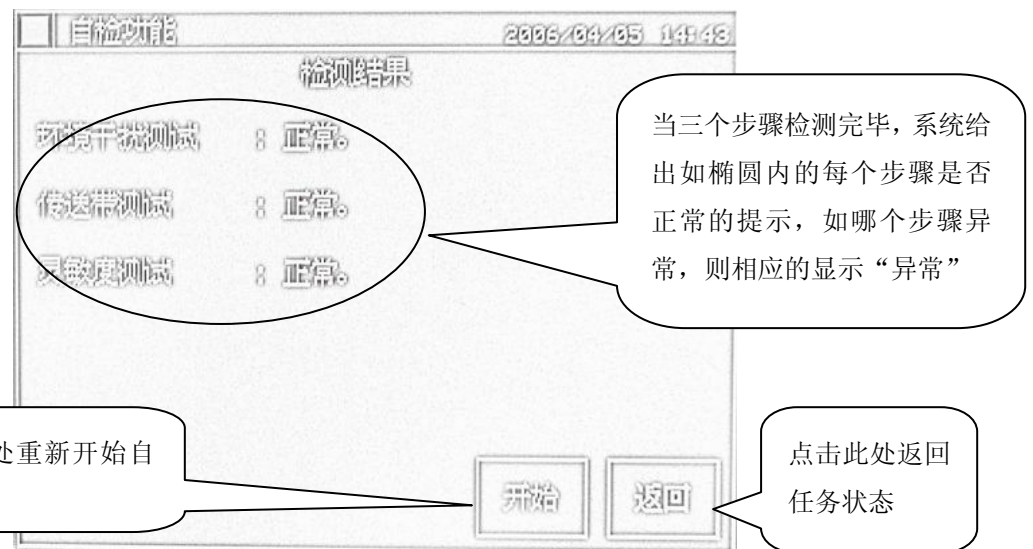 自检功能 2006/04/05 14:43
检测结果
环境干扰测试 : 正常。
传送带测试 : 正常。
灵敏度测试 : 正常。
当三个步骤检测完毕，系统给
出如椭圆内的每个步骤是否
正常的提示，如哪个步骤异
常，则相应的显示“异常”
处重新开始自
开始
返回
点击此处返回
任务状态